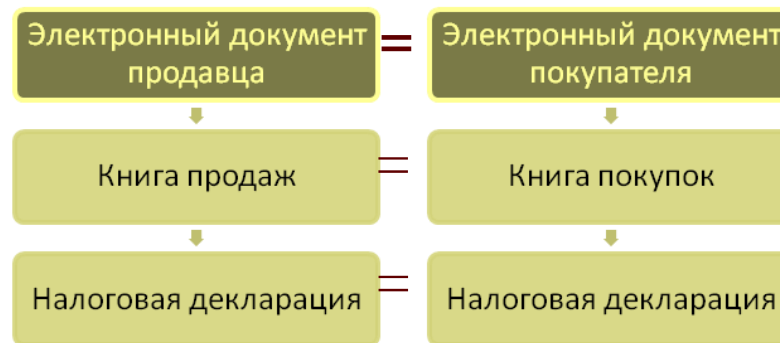 Электронный документ
продавца
=
Электронный документ
покупателя
Книга продаж
=
Книга покупок
Налоговая декларация
=
Налоговая декларация